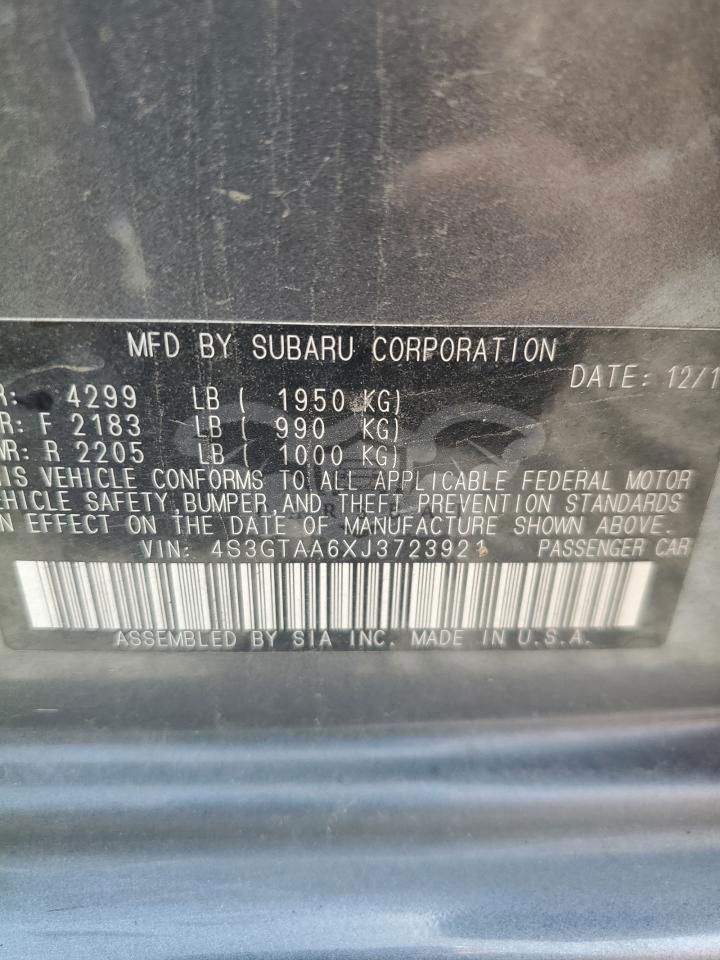 MFD BY SUBARU CORPORATION
DATE: 12/1
R: 4299 LB ( 1950 KG)
R: F 2183 LB ( 990 KG)
WR: R 2205 LB ( 1000 KG)
IS VEHICLE CONFORMS TO ALL APPLICABLE FEDERAL MOTOR
EHICLE SAFETY,BUMPER,AND THEFT PREVENTION STANDARDS
N EFFECT ON THE DATE OF MANUFACTURE SHOWN ABOVE.
VIN: 4S3GTAA6XJ3723921 PASSENGER CAR
ASSEMBLED BY SIA INC. MADE IN U.S.A.